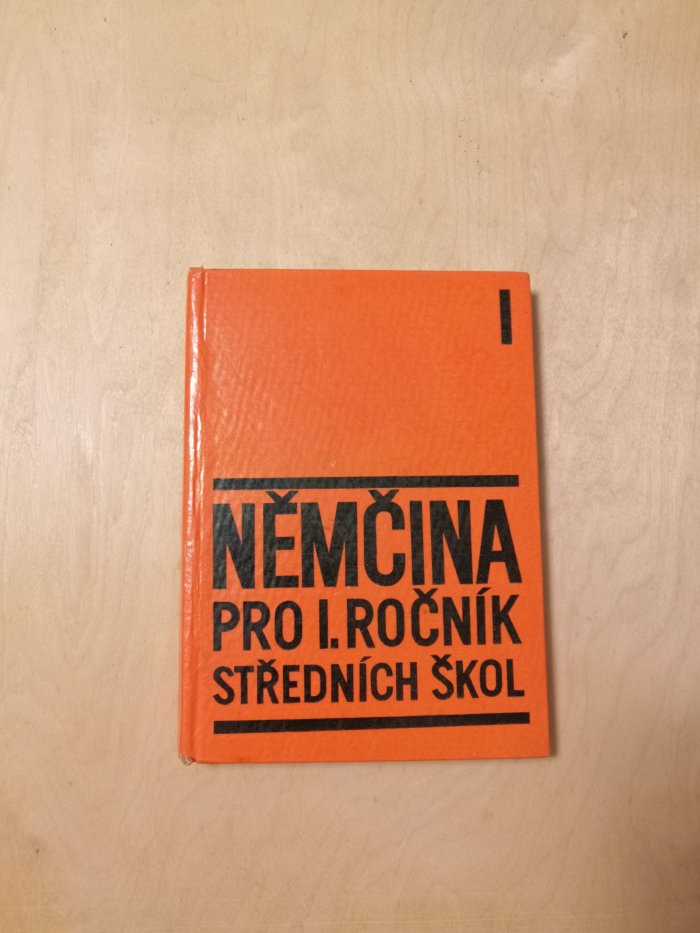 I
NĚMČINA
PRO I. ROČNÍK
STŘEDNÍCH ŠKOL